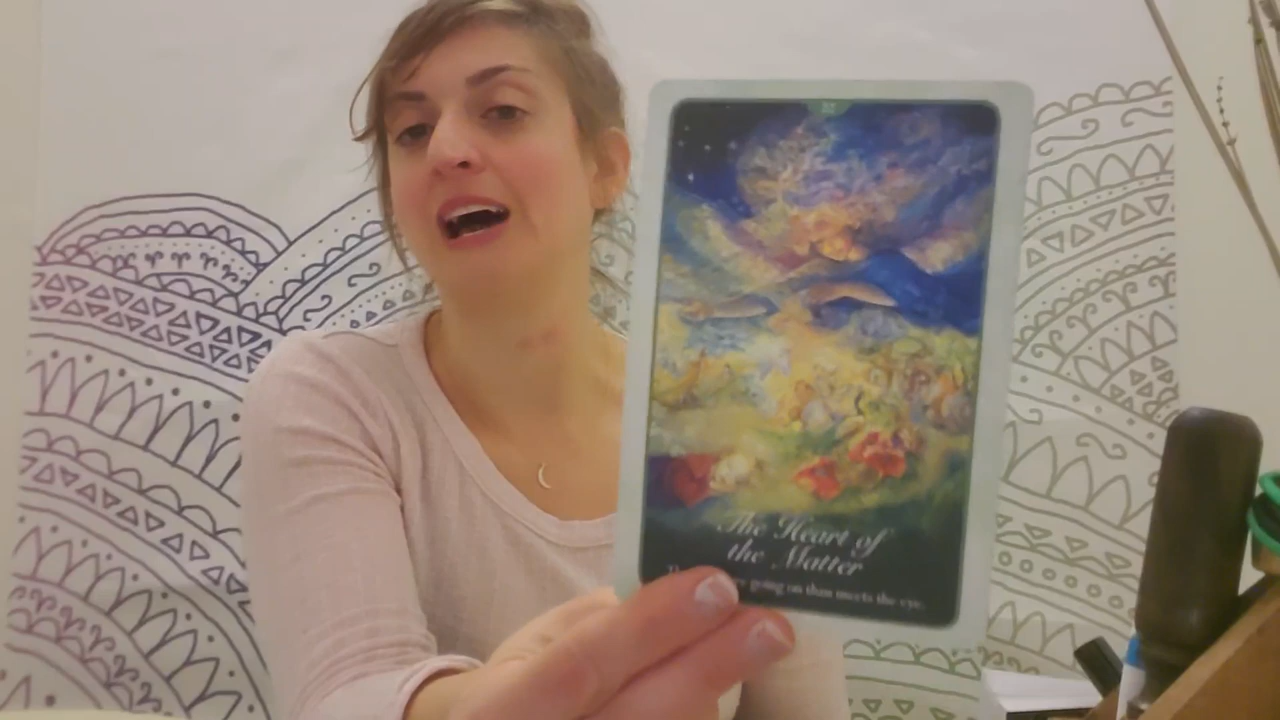 The Heart of
the Matter
going on than meets the eye.